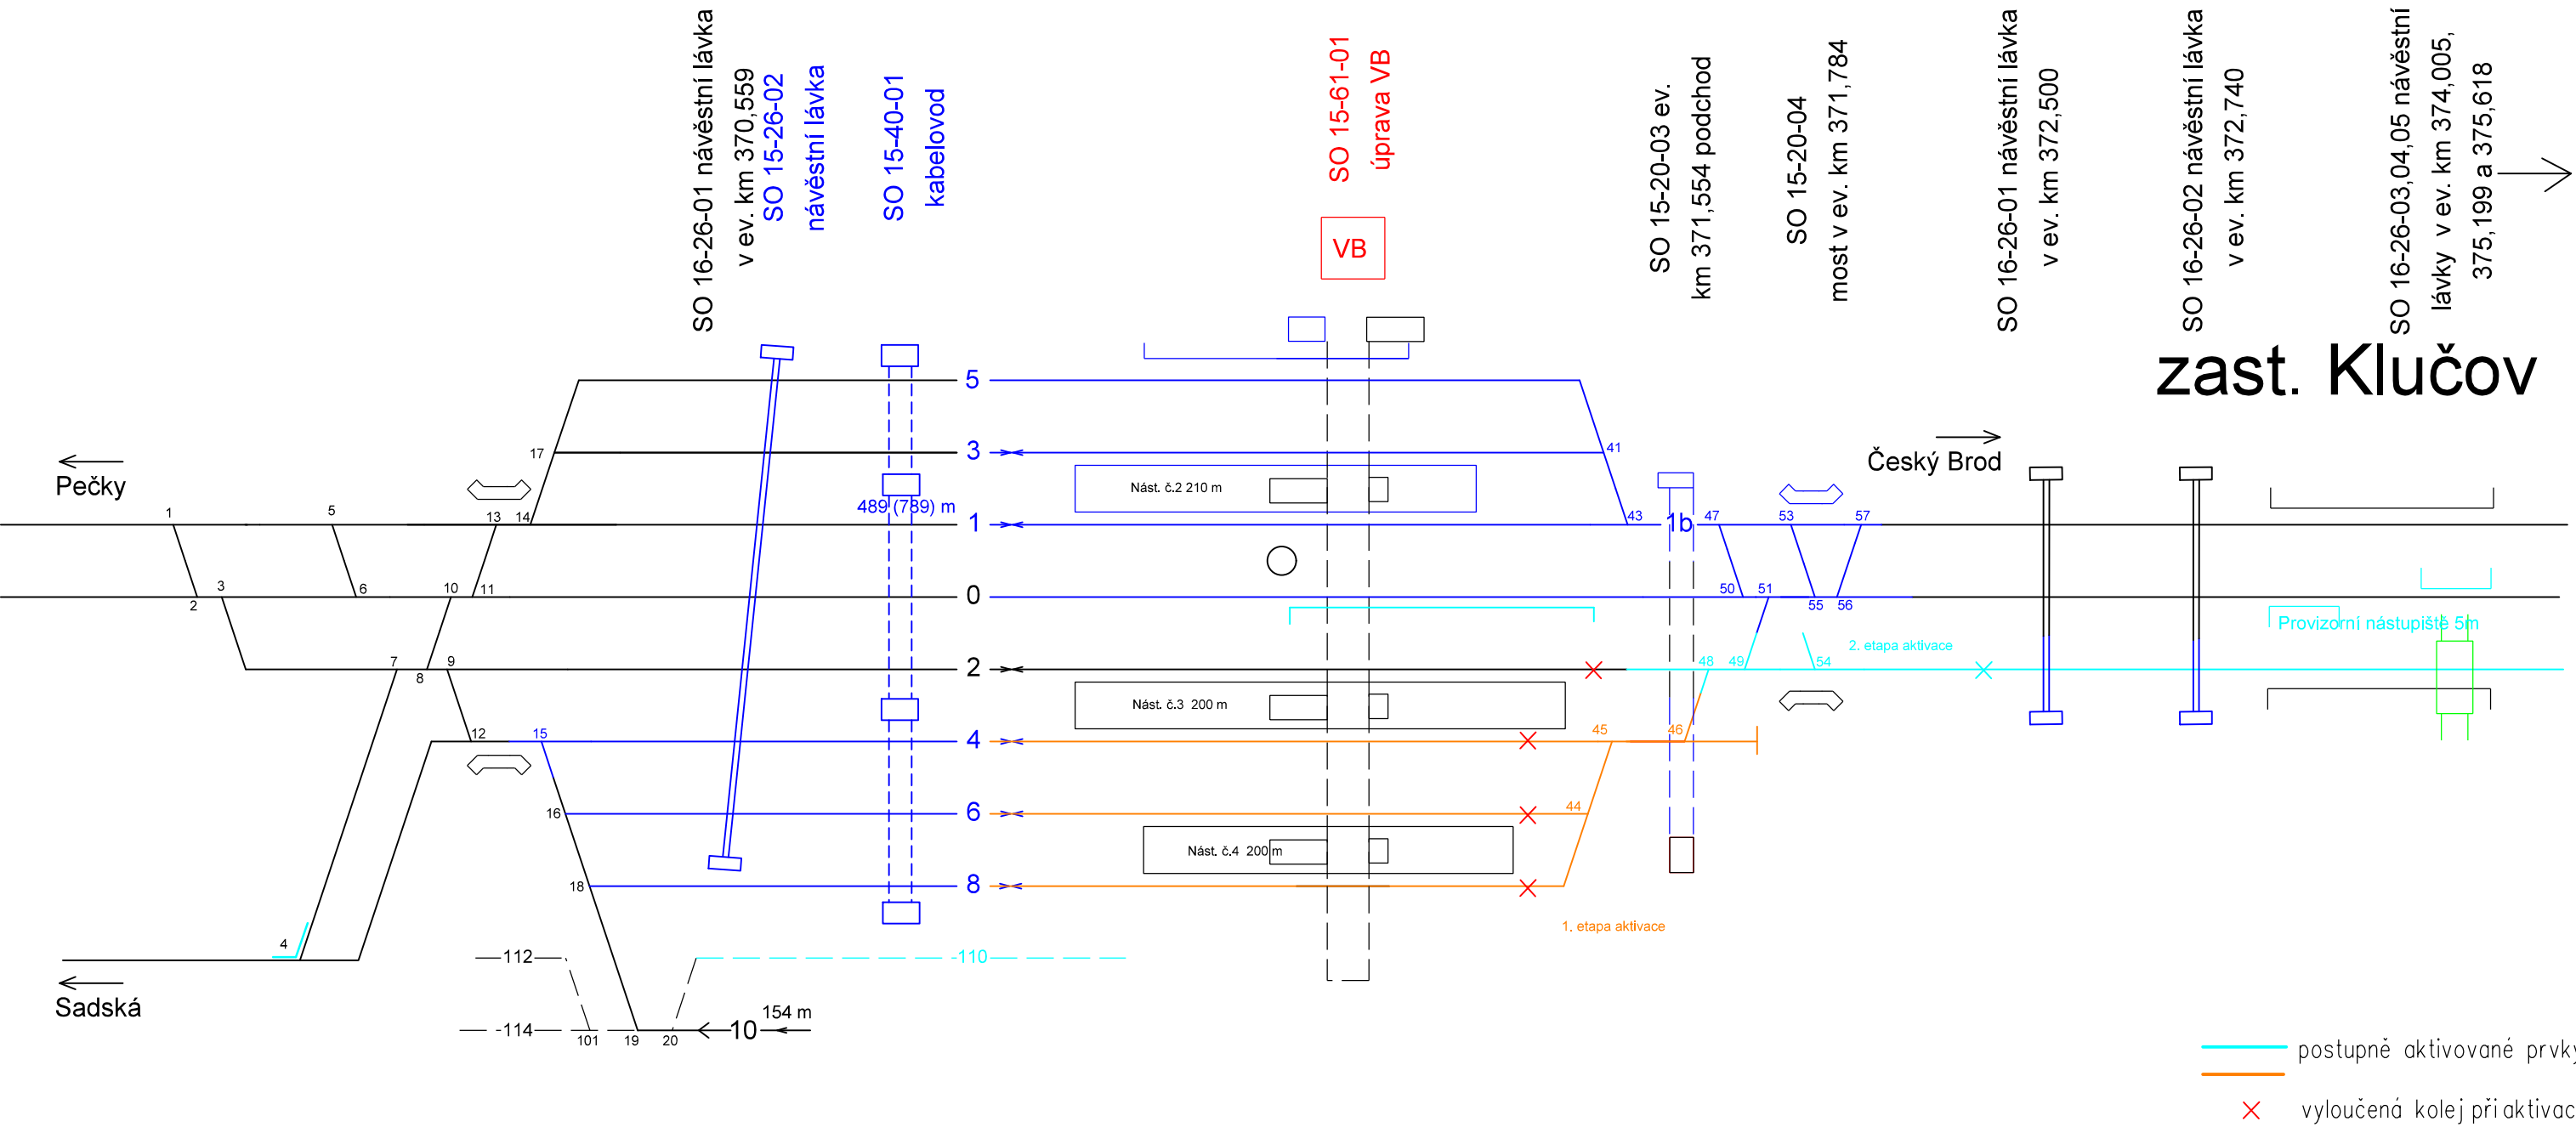 SO 16-26-01 návěstní lávka
v ev. km 370,559
SO 15-26-02
návěstní lávka
SO 15-40-01
kabelovod
SO 15-61-01
úprava VB
VB
SO 15-20-03 ev.
km 371,554 podchod
SO 15-20-04
most v ev. km 371,784
SO 16-26-01 návěstní lávka
v ev. km 372,500
SO 16-26-02 návěstní lávka
v ev. km 372,740
SO 16-26-03,04,05 návěstní
lávky v ev. km 374,005,
375,199 a 375,618
zast. Klučov
5
17
3
41
Český Brod
Pečky
Nást. č.2 210 m
489 (789) m
1
5
13
14
1
43
1b
47
53
57
3
2
6
10
11
0
50
51
55
56
Provizorní nástupiště 5m
2. etapa aktivace
7
8
9
2
48
49
54
Nást. č.3 200 m
12
15
4
45
46
16
6
44
Nást. č.4 200 m
18
8
1. etapa aktivace
4
112
110
Sadská
114
101
19
20
10
154 m
postupně aktivované prvky
vyloučená kolej při aktivac